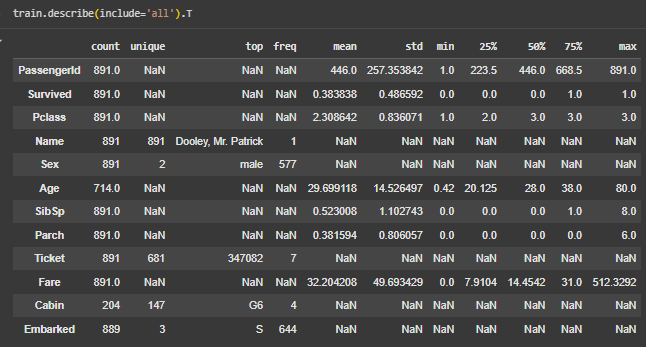 train.describe(include='all').T
count unique top freq mean std min 25% 50% 75% max
PassengerId 891.0 NaN NaN NaN 446.0 257.353842 1.0 223.5 446.0 668.5 891.0
Survived 891.0 NaN NaN NaN 0.383838 0.486592 0.0 0.0 0.0 1.0 1.0
Pclass 891.0 NaN NaN NaN 2.308642 0.836071 1.0 2.0 3.0 3.0 3.0
Name 891 891 Dooley, Mr. Patrick 1 NaN NaN NaN NaN NaN NaN NaN
Sex 891 2 male 577 NaN NaN NaN NaN NaN NaN NaN
Age 714.0 NaN NaN NaN 29.699118 14.526497 0.42 20.125 28.0 38.0 80.0
SibSp 891.0 NaN NaN NaN 0.523008 1.102743 0.0 0.0 0.0 1.0 8.0
Parch 891.0 NaN NaN NaN 0.381594 0.806057 0.0 0.0 0.0 0.0 6.0
Ticket 891 681 347082 7 NaN NaN NaN NaN NaN NaN NaN
Fare 891.0 NaN NaN NaN 32.204208 49.693429 0.0 7.9104 14.4542 31.0 512.3292
Cabin 204 147 G6 4 NaN NaN NaN NaN NaN NaN NaN
Embarked 889 3 S 644 NaN NaN NaN NaN NaN NaN NaN